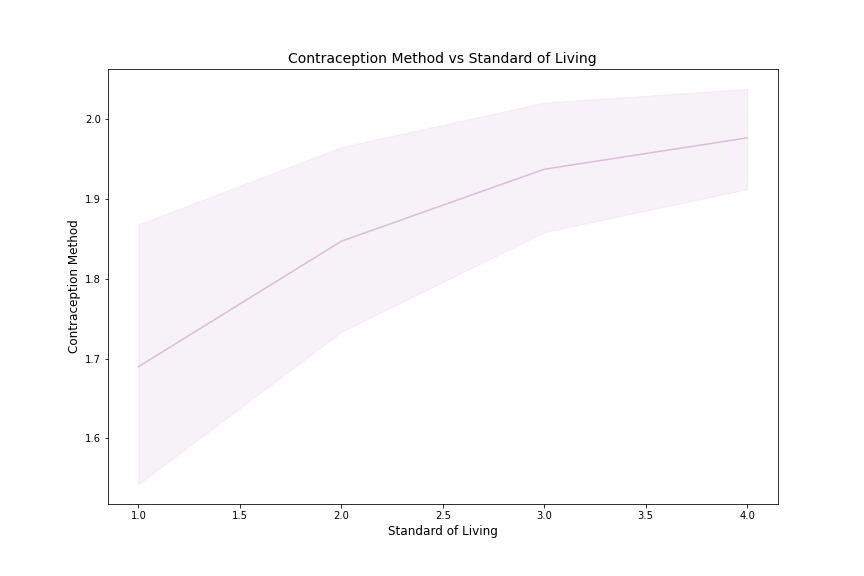 Contraception Method vs Standard of Living
2.0
1.9
1.8
1.7
1.6
Contraception Method
1.0 1.5 2.0 2.5 3.0 3.5 4.0
Standard of Living